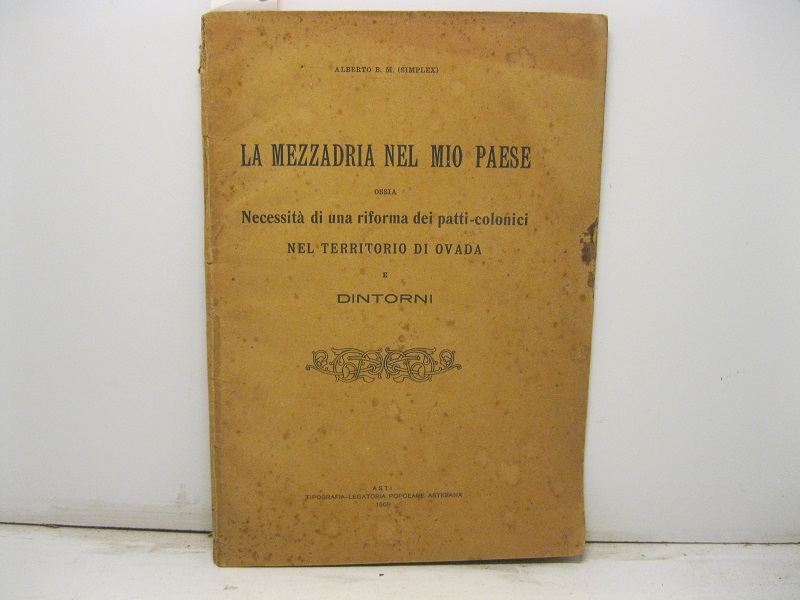 ALBERTO R. M. (SIMPLEX)
LA MEZZADRIA NEL MIO PAESE
OSSIA
Necessità di una riforma dei patti-colonici
NEL TERRITORIO DI OVADA
E
DINTORNI
ASTI
TIPOGRAFIA-LEGATORIA POPOLARE ASTIGIANA